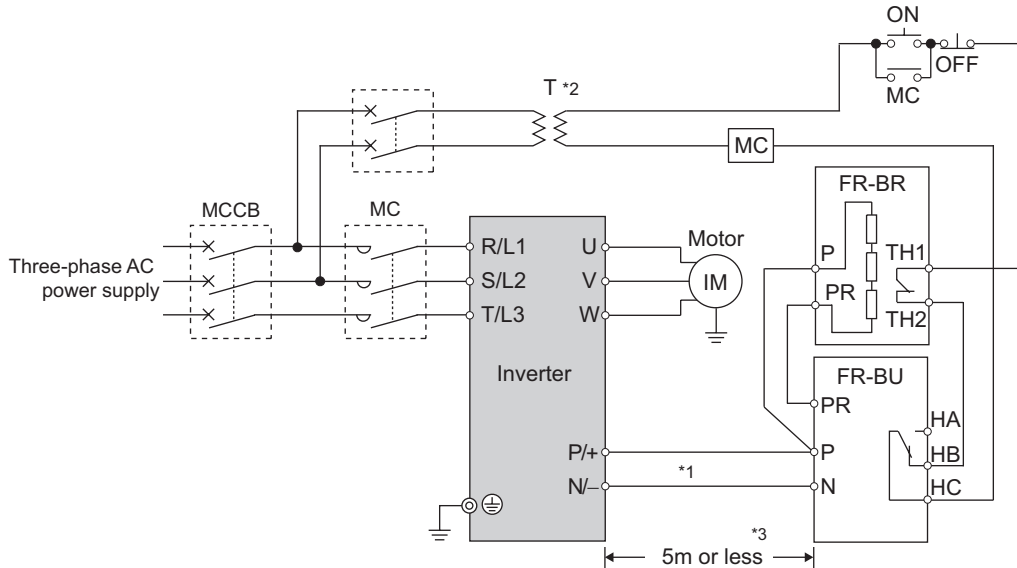 ON
OFF
MC
T *2
MC
FR-BR
MCCB
MC
Motor
P
TH1
R/L1
U
Three-phase AC
power supply
S/L2
V
IM
PR
T/L3
W
TH2
Inverter
FR-BU
PR
HA
P/+
P
HB
*1
N/–
N
HC
*3
5m or less